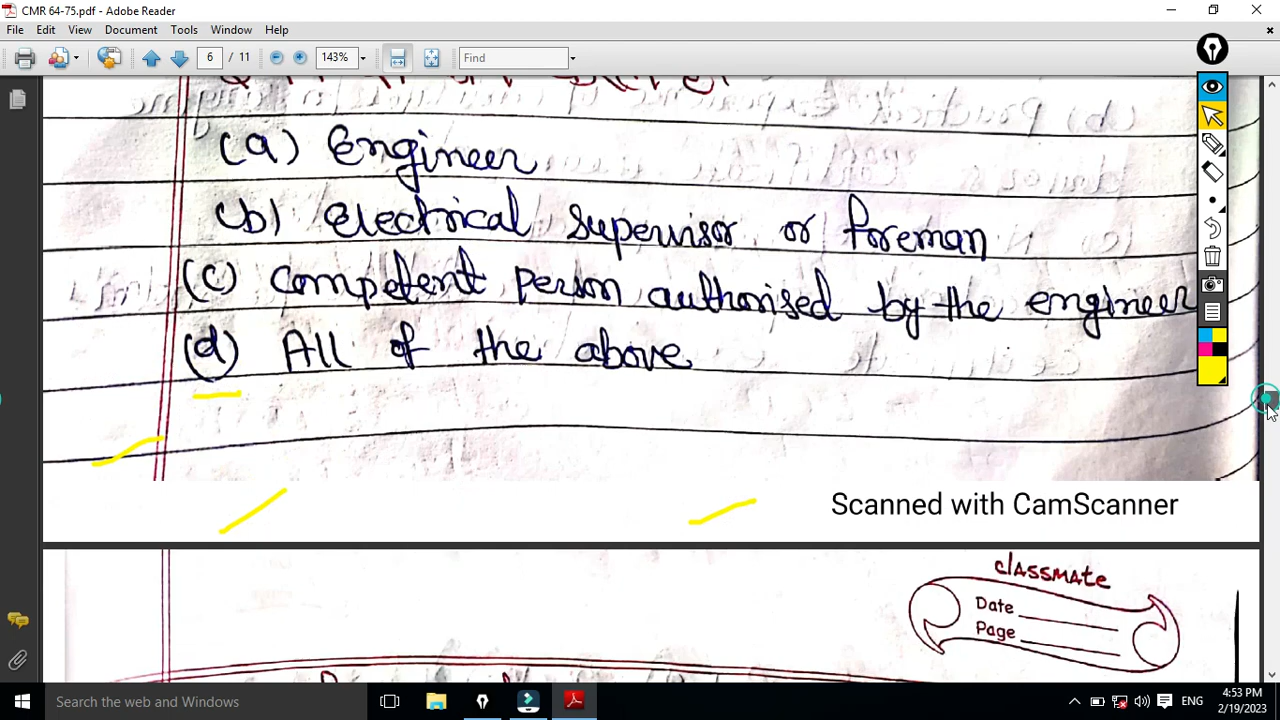 CMR 64-75.pdf - Adobe Reader
File Edit View Document Tools Window Help
6 / 11 143% Find
(a) Engineer
(b) Electrical supervisor or foreman
(c) Competent person authorised by the engineer
(d) All of the above
Scanned with CamScanner
classmate
Date
Page
Search the web and Windows
ENG
4:53 PM
2/19/2023